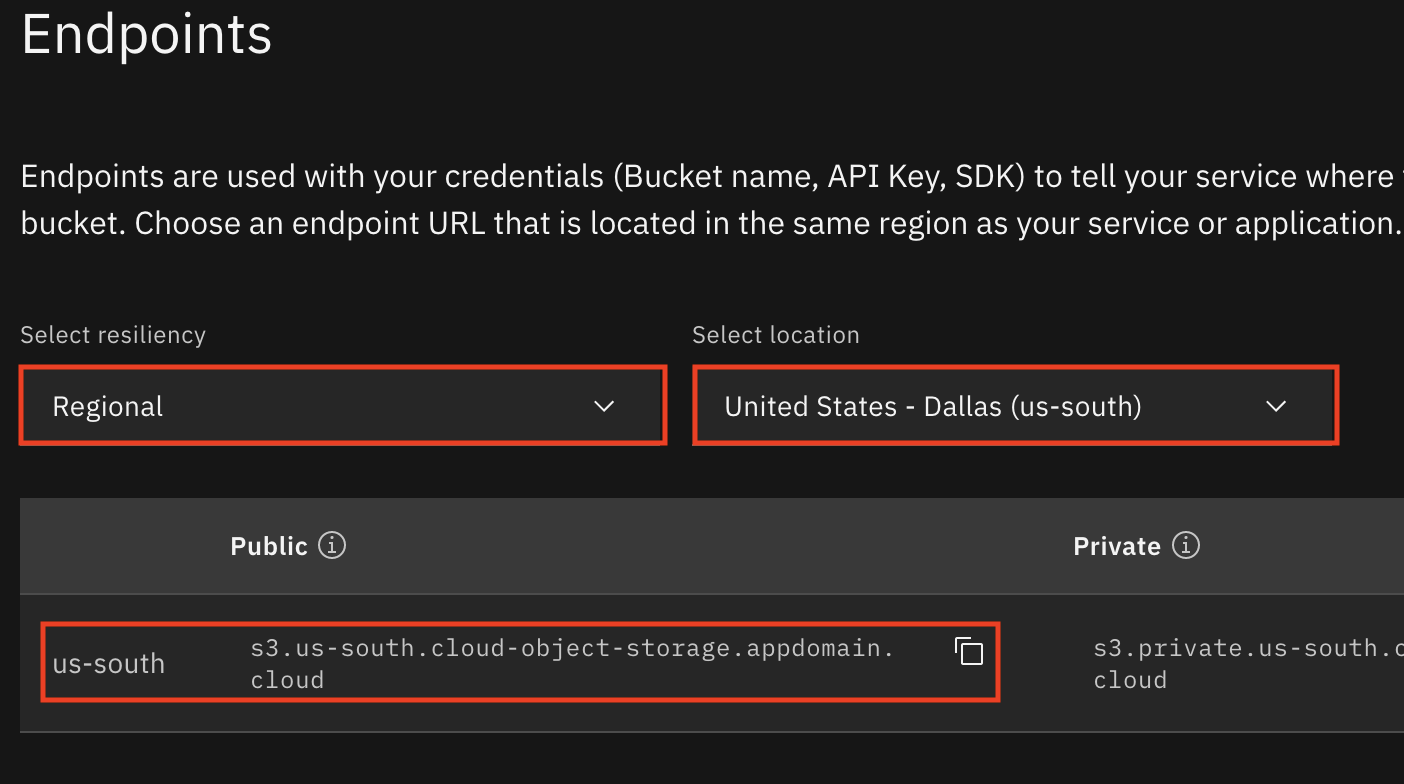 Endpoints
Endpoints are used with your credentials (Bucket name, API Key, SDK) to tell your service where
bucket. Choose an endpoint URL that is located in the same region as your service or application.
Select resiliency
Select location
Regional
United States - Dallas (us-south)
Public
Private
us-south
s3.us-south.cloud-object-storage.appdomain.
cloud
s3.private.us-south.c
cloud